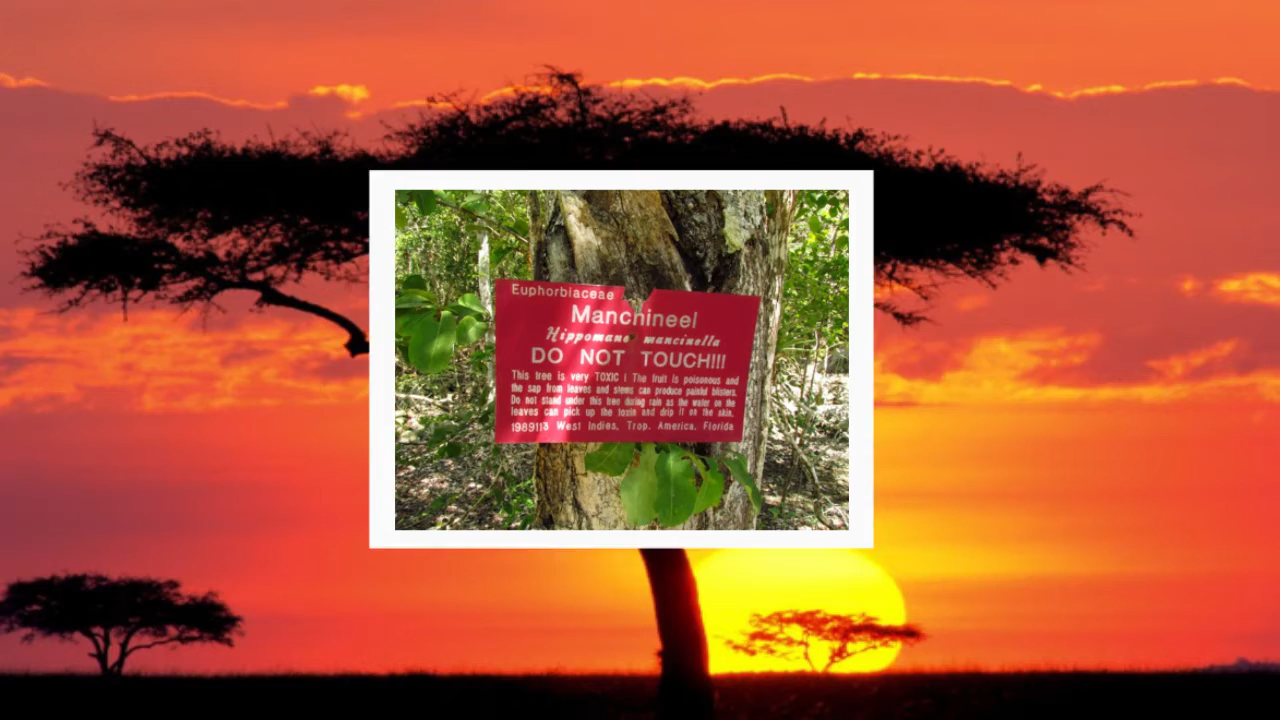 Euphorbiaceae
Manchineel
Hippomane mancinella
DO NOT TOUCH!!!
This tree is very TOXIC ! The fruit is poisonous and
the sap from leaves and stems can produce painful blisters.
Do not stand under this tree during rain as the water on the
leaves can pick up the toxin and drip it on the skin.
1989113 West Indies, Trop. America, Florida